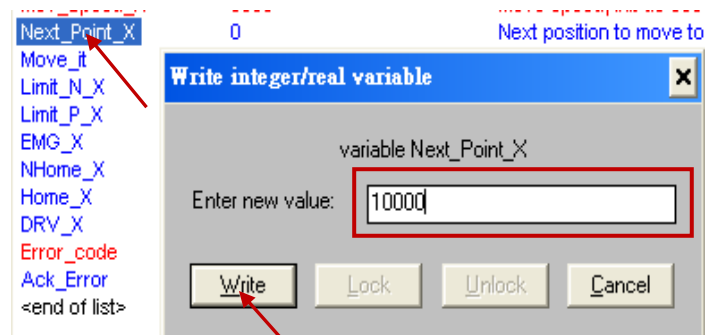 Next_Point_X 0 Next position to move to
Move_it
Limit_N_X
Limit_P_X
EMG_X
NHome_X
Home_X
DRV_X
Error_code
Ack_Error
<end of list>
Write integer/real variable
variable Next_Point_X
Enter new value: 10000
Write Lock Unlock Cancel